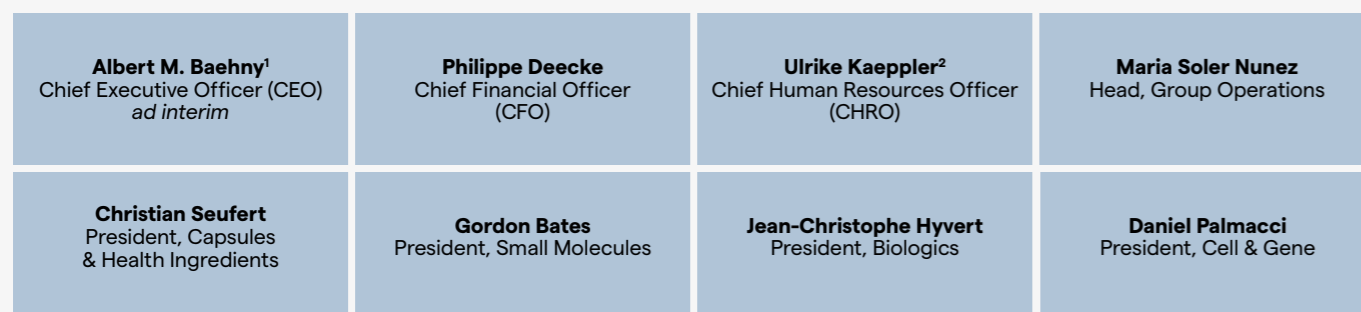 Albert M. Baehny¹
Chief Executive Officer (CEO)
ad interim
Philippe Deecke
Chief Financial Officer
(CFO)
Ulrike Kaeppler²
Chief Human Resources Officer
(CHRO)
Maria Soler Nunez
Head, Group Operations
Christian Seufert
President, Capsules
& Health Ingredients
Gordon Bates
President, Small Molecules
Jean-Christophe Hyvert
President, Biologics
Daniel Palmacci
President, Cell & Gene